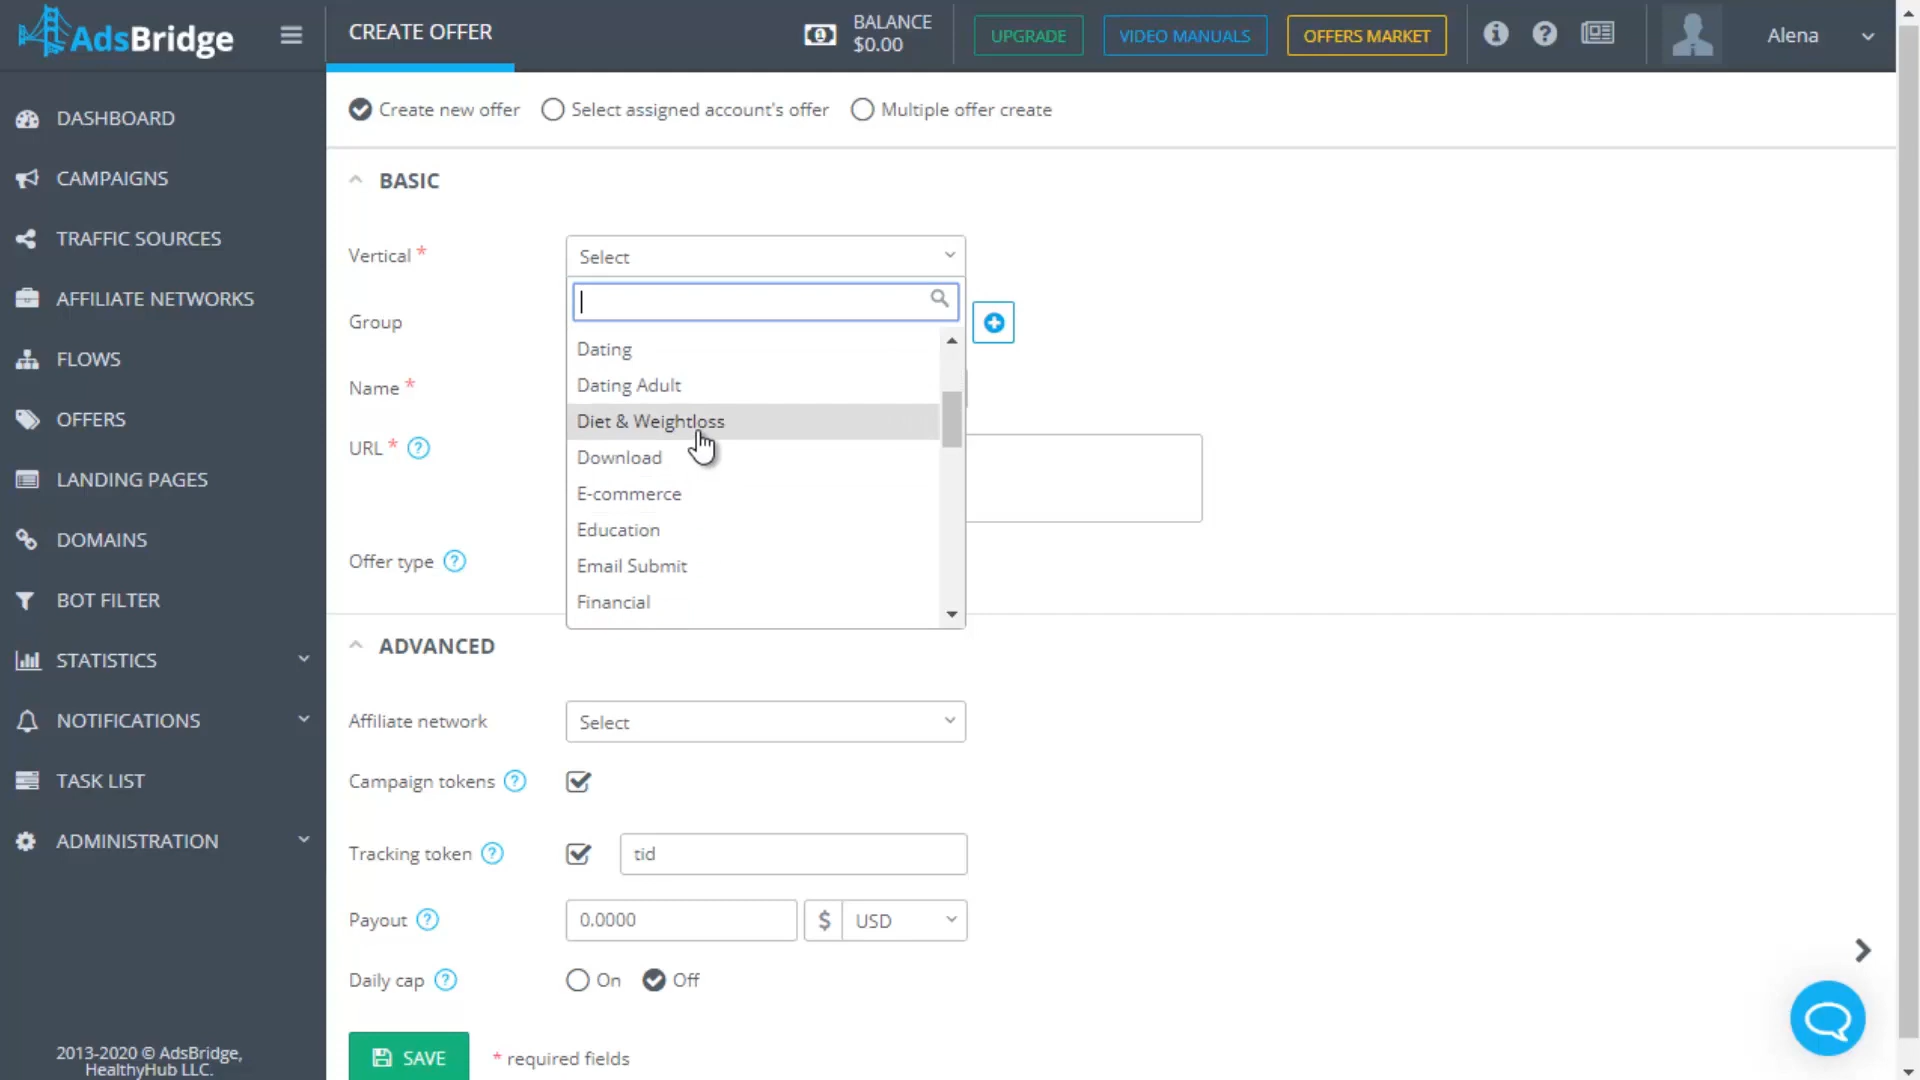 AdsBridge
CREATE OFFER
BALANCE
$0.00
UPGRADE
VIDEO MANUALS
OFFERS MARKET
Alena
DASHBOARD
CAMPAIGNS
TRAFFIC SOURCES
AFFILIATE NETWORKS
FLOWS
OFFERS
LANDING PAGES
DOMAINS
BOT FILTER
STATISTICS
NOTIFICATIONS
TASK LIST
ADMINISTRATION
2013-2020 © AdsBridge,
HealthyHub LLC.
Create new offer
Select assigned account's offer
Multiple offer create
BASIC
Vertical *
Select
Group
Name *
URL * ?
Offer type ?
Dating
Dating Adult
Diet & Weightloss
Download
E-commerce
Education
Email Submit
Financial
ADVANCED
Affiliate network
Select
Campaign tokens ?
Tracking token ?
tid
Payout ?
0.0000
$ USD
Daily cap ?
On
Off
SAVE
* required fields